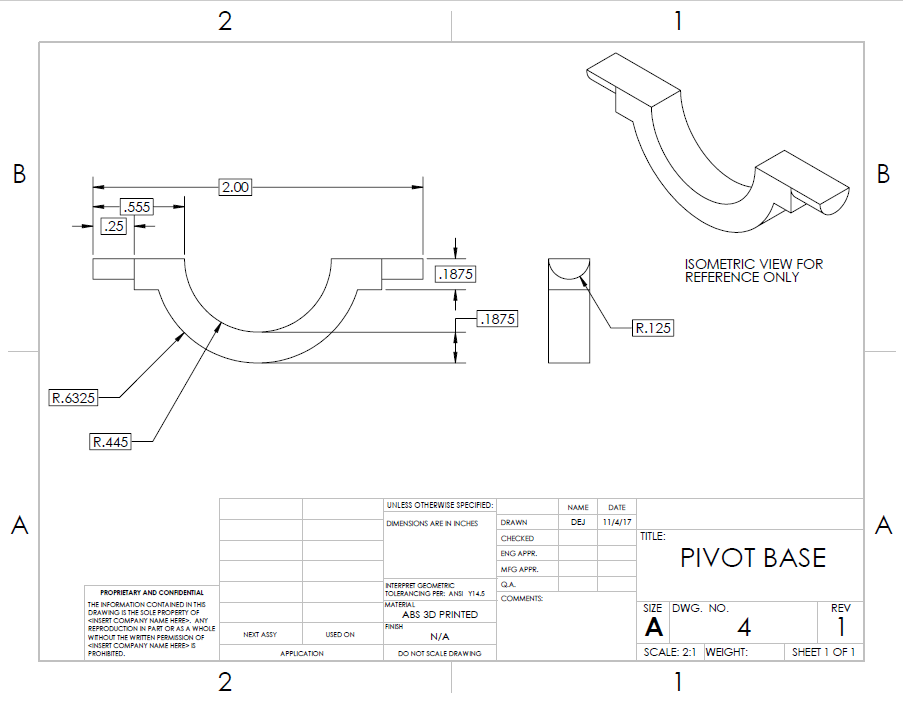 2
1
B
B
2.00
.555
.25
.1875
.1875
R.125
R.6325
R.445
ISOMETRIC VIEW FOR
REFERENCE ONLY
A
A
UNLESS OTHERWISE SPECIFIED:
DIMENSIONS ARE IN INCHES
INTERPRET GEOMETRIC
TOLERANCING PER: ANSI Y14.5
MATERIAL
ABS 3D PRINTED
FINISH
N/A
DO NOT SCALE DRAWING
NAME
DATE
DRAWN
DEJ
11/4/17
CHECKED
ENG APPR.
MFG APPR.
Q.A.
COMMENTS:
TITLE:
PIVOT BASE
SIZE
DWG. NO.
REV
A
4
1
SCALE: 2:1
WEIGHT:
SHEET 1 OF 1
PROPRIETARY AND CONFIDENTIAL
THE INFORMATION CONTAINED IN THIS
DRAWING IS THE SOLE PROPERTY OF
<INSERT COMPANY NAME HERE>. ANY
REPRODUCTION IN PART OR AS A WHOLE
WITHOUT THE WRITTEN PERMISSION OF
<INSERT COMPANY NAME HERE> IS
PROHIBITED.
NEXT ASSY
USED ON
APPLICATION
2
1